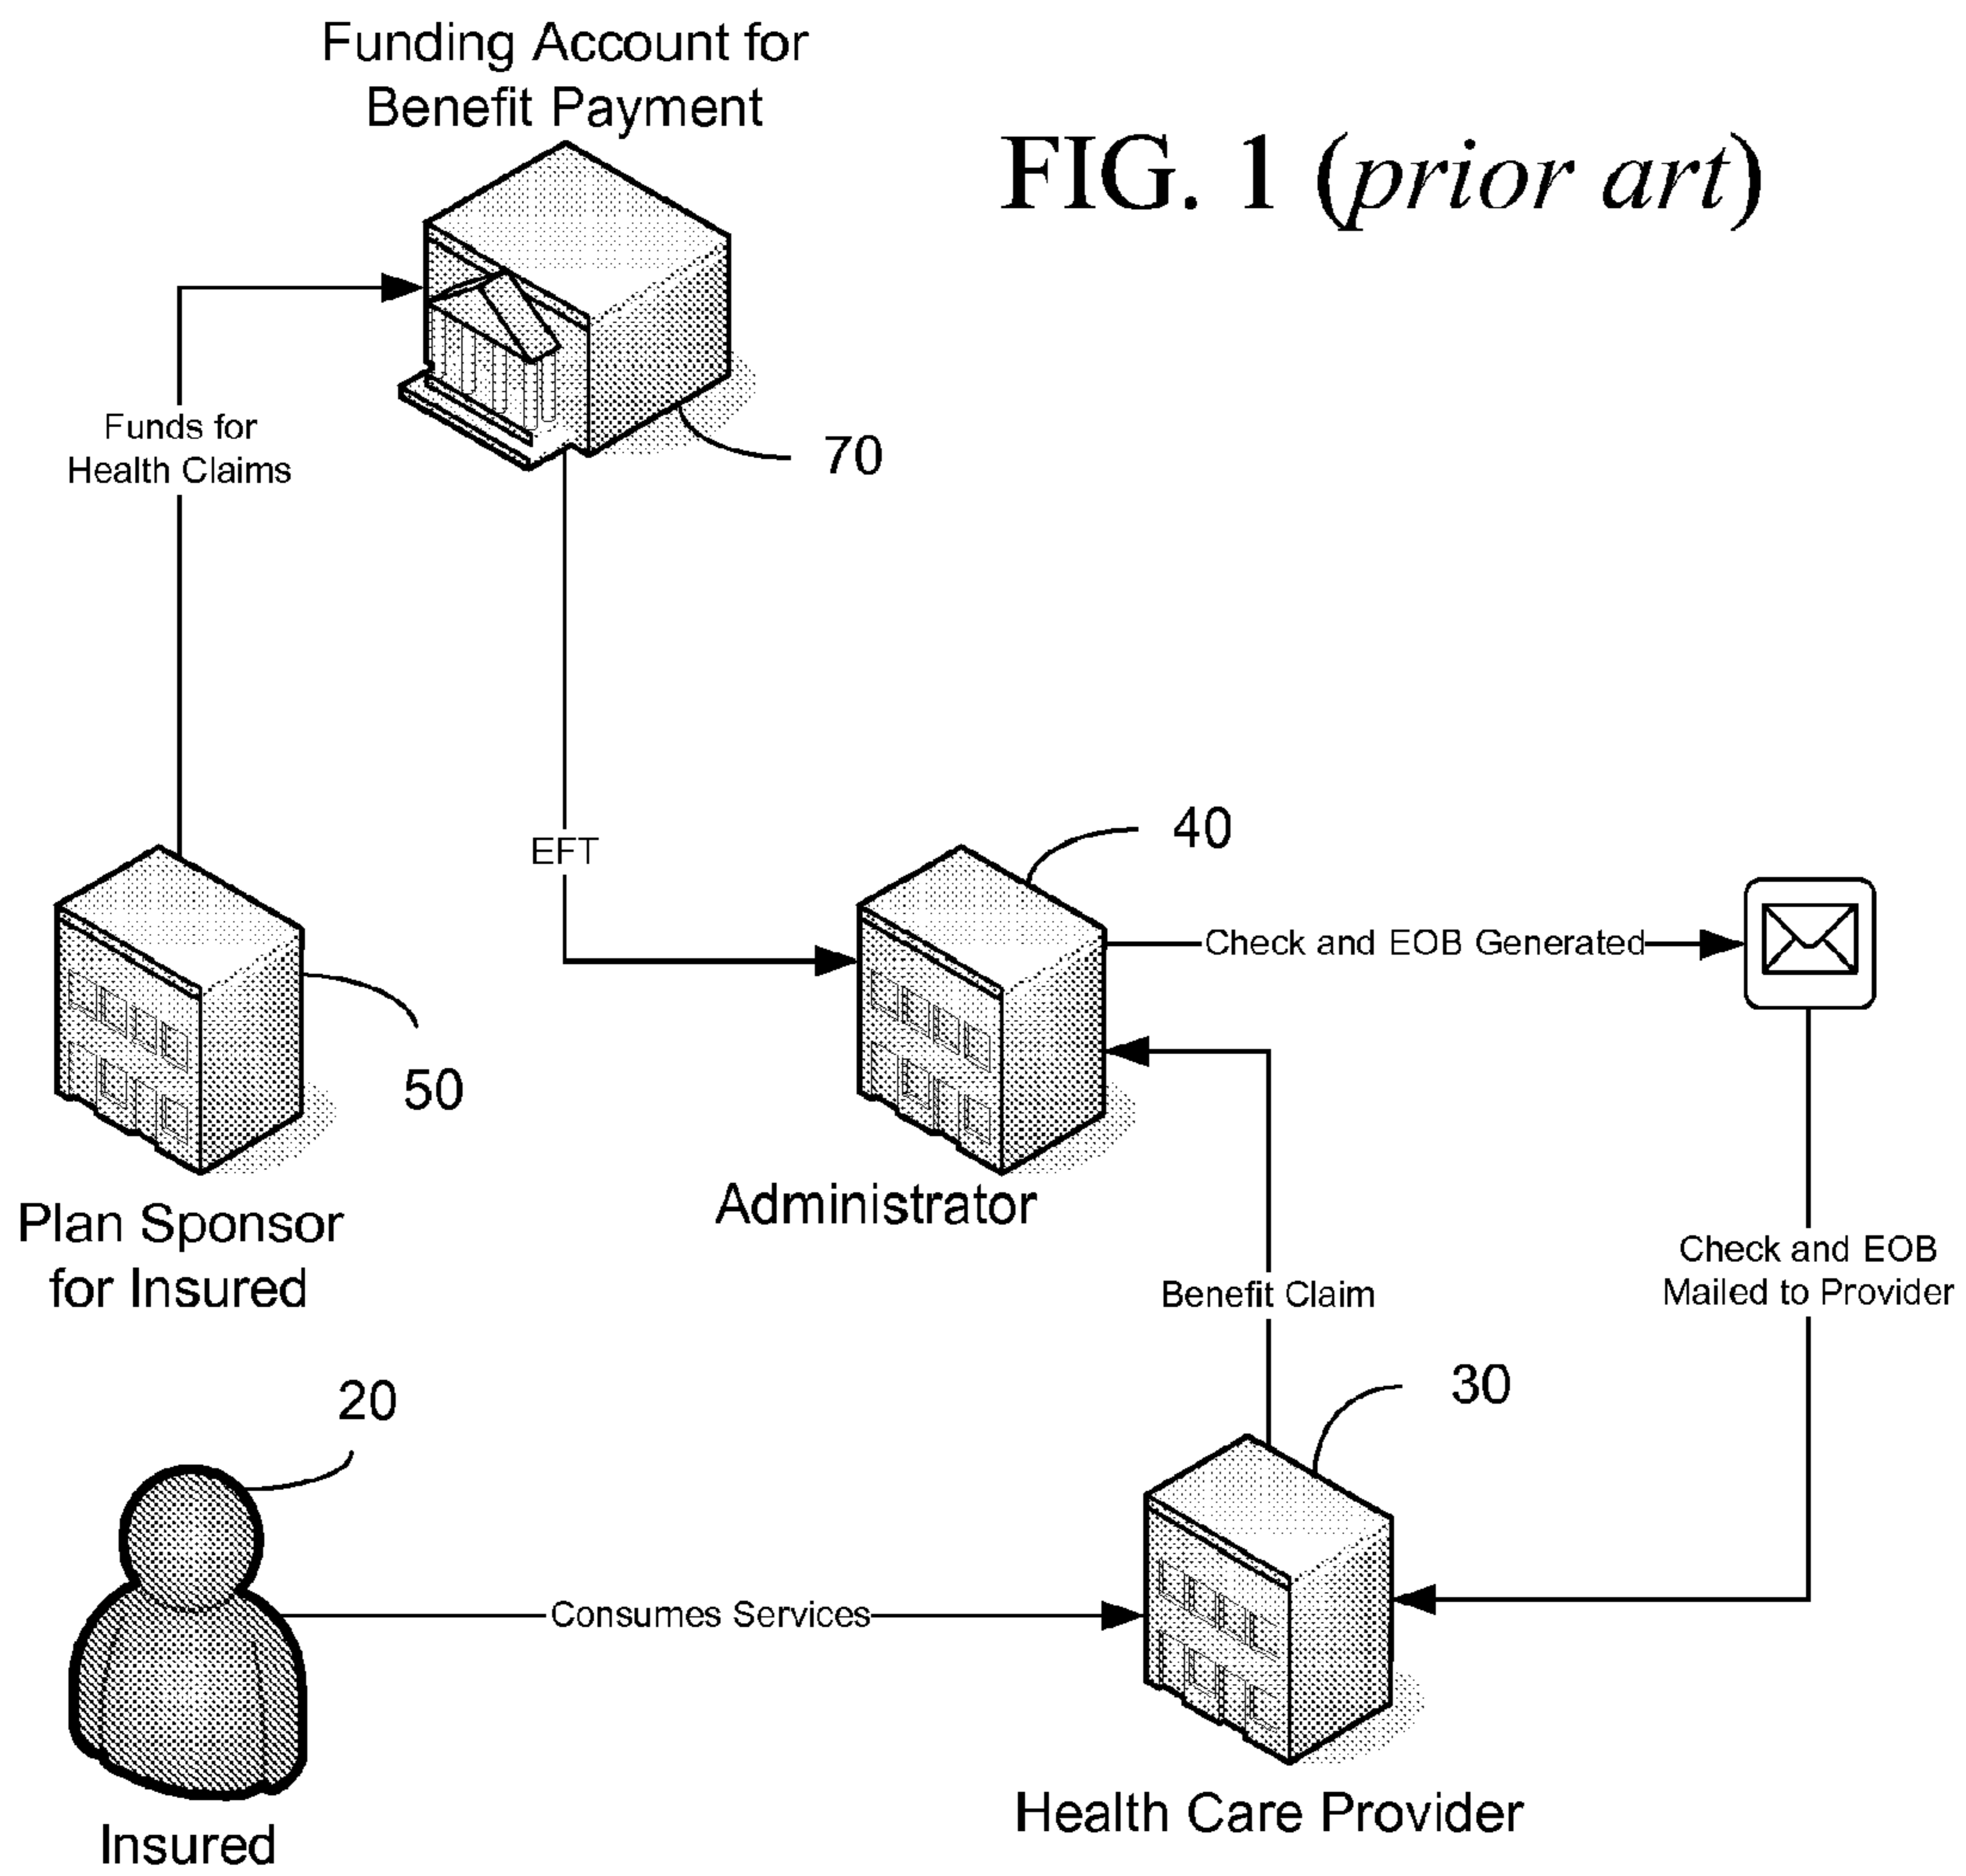 Funding Account for
Benefit Payment
FIG. 1 (prior art)
Funds for
Health Claims
70
EFT
40
Check and EOB Generated
50
Plan Sponsor
for Insured
Administrator
Benefit Claim
Check and EOB
Mailed to Provider
20
30
Consumes Services
Health Care Provider
Insured